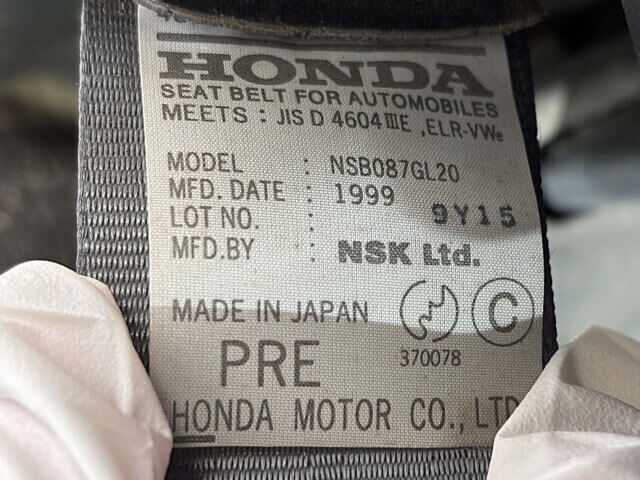 HONDA
SEAT BELT FOR AUTOMOBILES
MEETS : JIS D 4604 ⅢE , ELR-VWe
MODEL : NSB087GL20
MFD. DATE : 1999
LOT NO. : 9Y15
MFD.BY : NSK Ltd.
MADE IN JAPAN C
370078
PRE
HONDA MOTOR CO., LTD